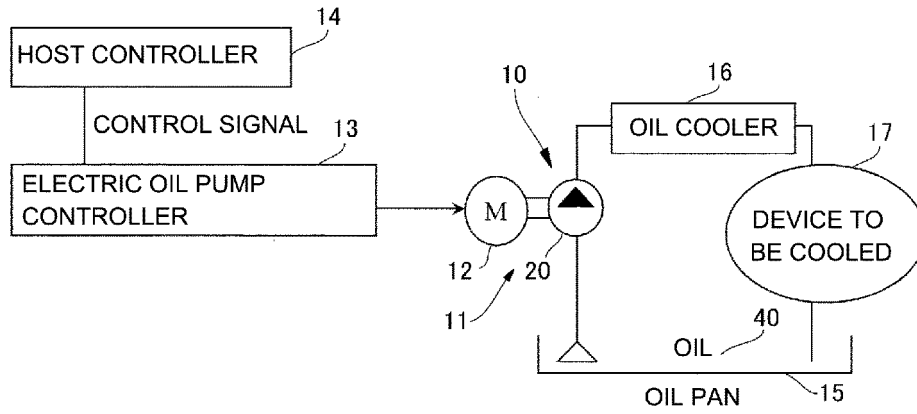 14
HOST CONTROLLER
CONTROL SIGNAL
13
ELECTRIC OIL PUMP
CONTROLLER
10
16
OIL COOLER
17
M
12
20
11
DEVICE TO
BE COOLED
40
OIL
OIL PAN
15